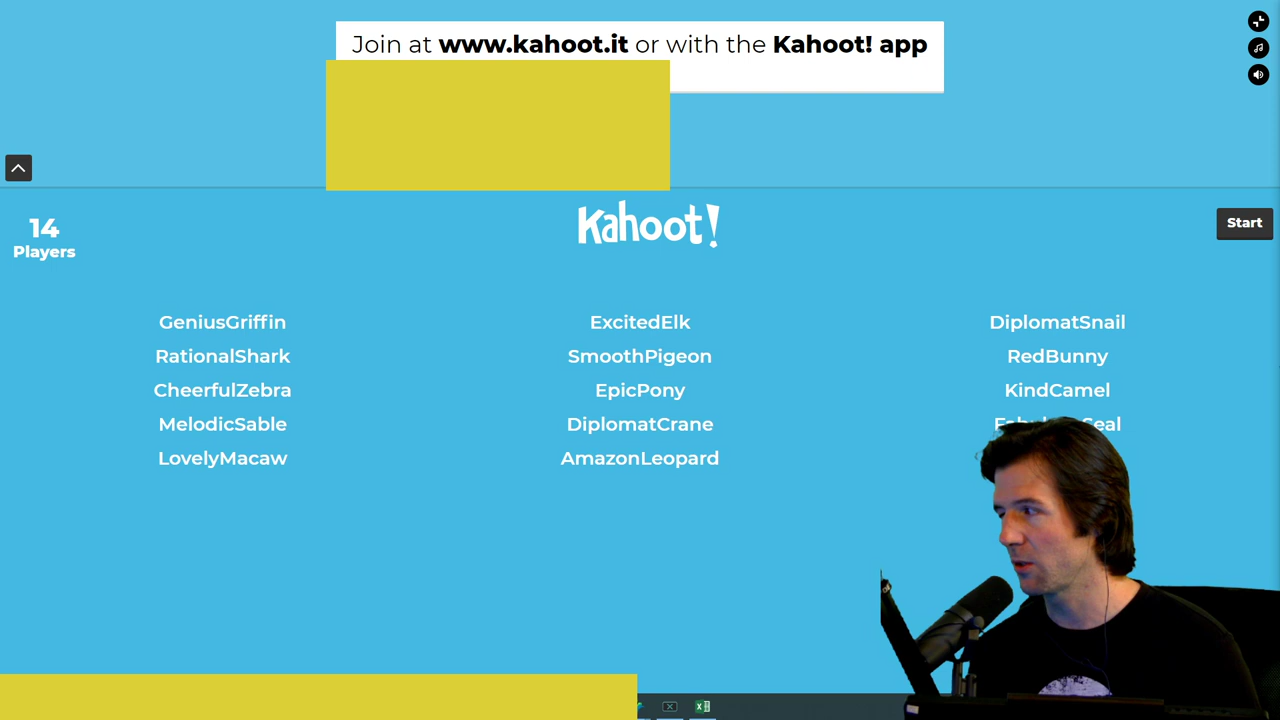 Join at www.kahoot.it or with the Kahoot! app
14
Players
Kahoot!
Start
GeniusGriffin
ExcitedElk
DiplomatSnail
RationalShark
SmoothPigeon
RedBunny
CheerfulZebra
EpicPony
KindCamel
MelodicSable
DiplomatCrane
LovelyMacaw
AmazonLeopard